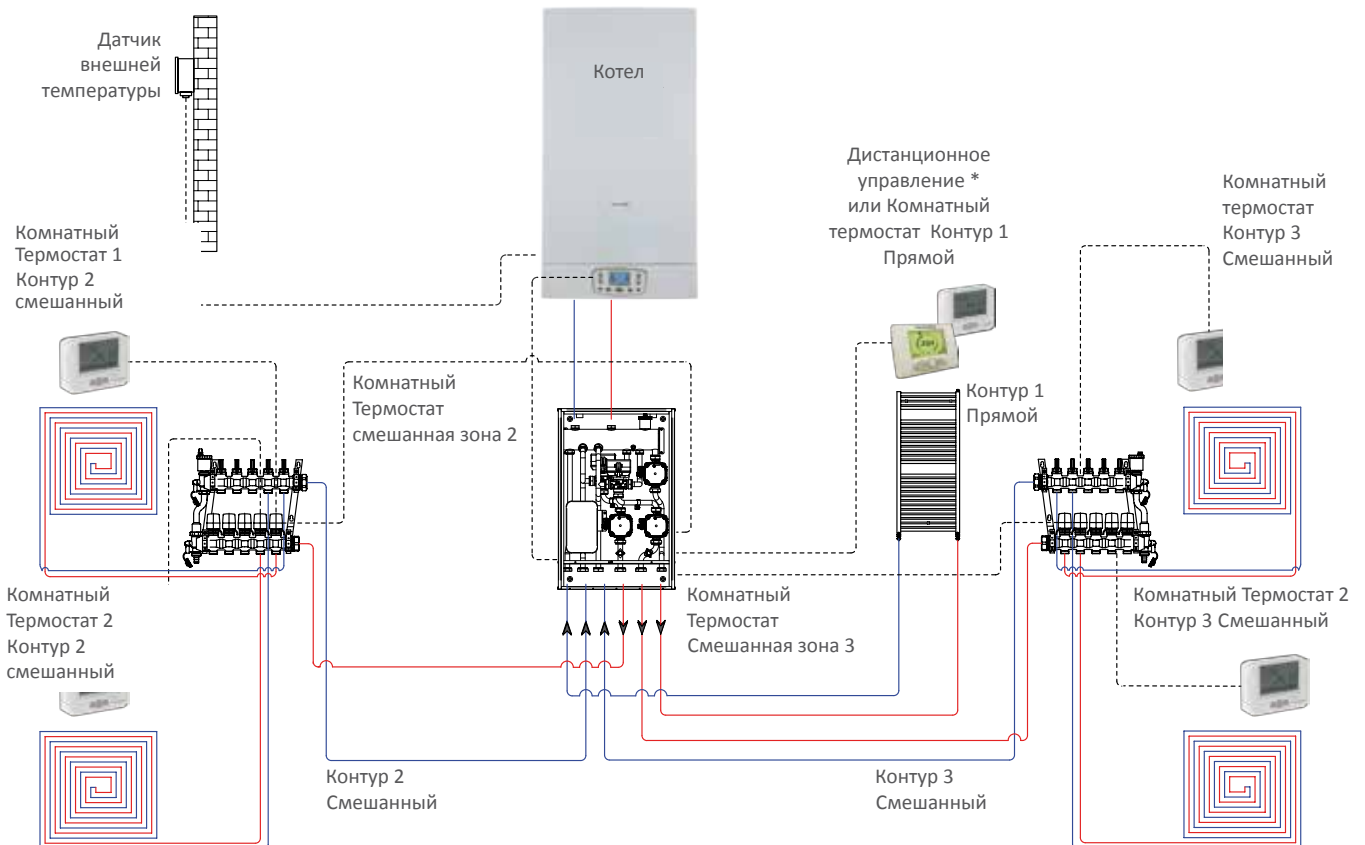 Датчик
внешней
температуры
Котел
Дистанционное
управление *
или Комнатный
термостат Контур 1
Прямой
Комнатный
термостат
Контур 3
Смешанный
Комнатный
Термостат 1
Контур 2
смешанный
Комнатный
Термостат
смешанная зона 2
Контур 1
Прямой
Комнатный
Термостат 2
Контур 2
смешанный
Комнатный
Термостат
Смешанная зона 3
Комнатный Термостат 2
Контур 3 Смешанный
Контур 2
Смешанный
Контур 3
Смешанный